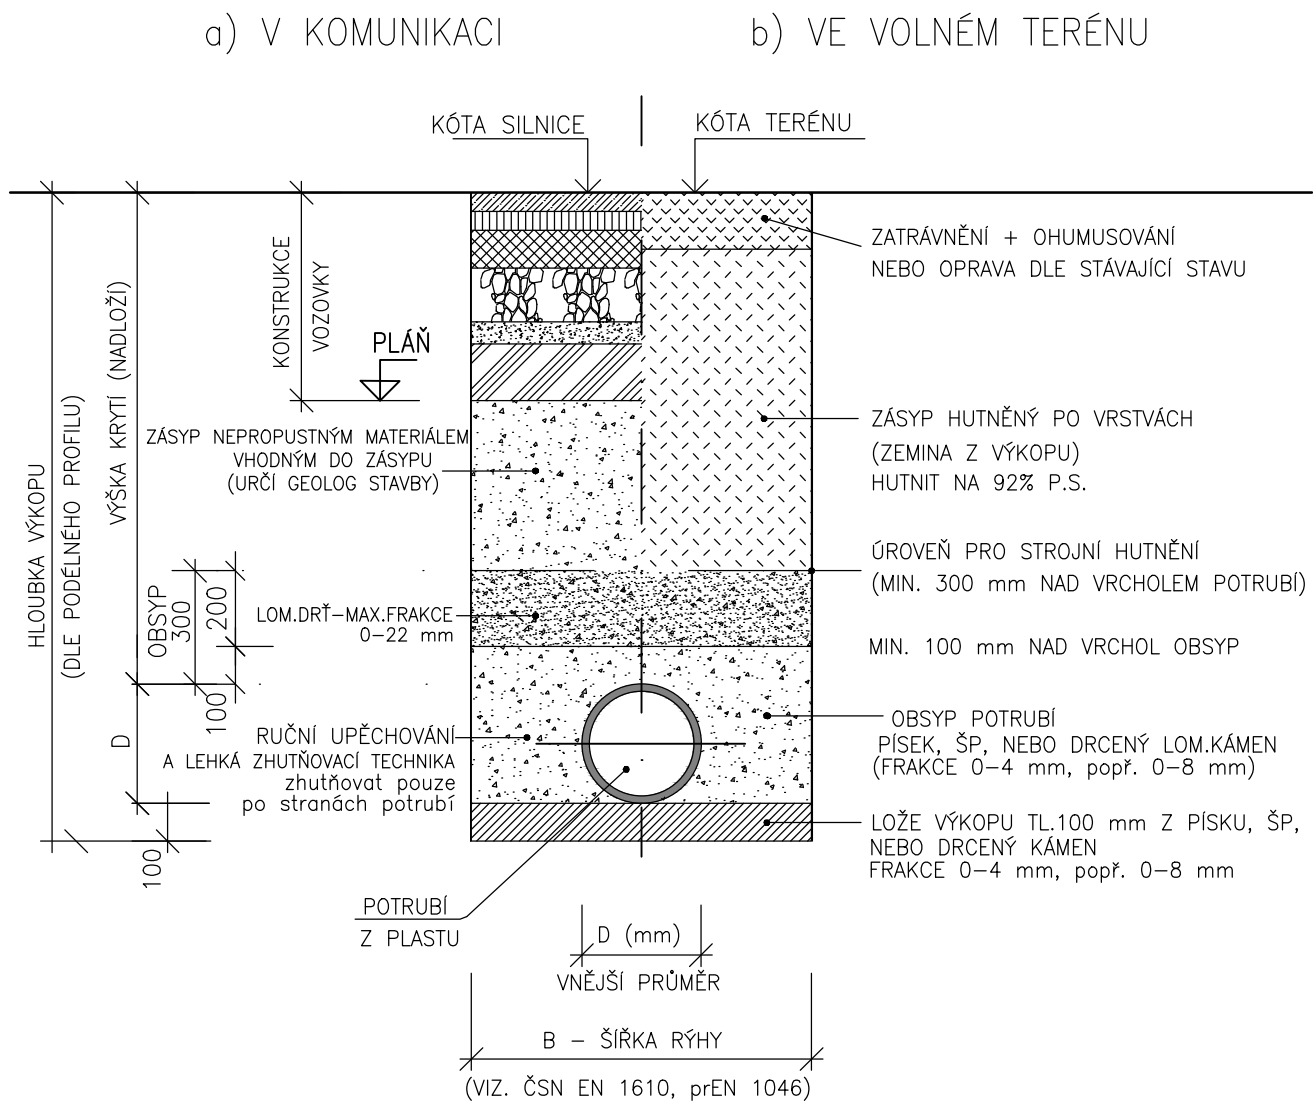 a) V KOMUNIKACI
b) VE VOLNÉM TERÉNU
KÓTA SILNICE
KÓTA TERÉNU
HLOUBKA VÝKOPU
(DLE PODÉLNÉHO PROFILU)
VÝŠKA KRYTÍ (NADLOŽÍ)
KONSTRUKCE
VOZOVKY
PLÁŇ
ZÁSYP NEPROPUSTNÝM MATERIÁLEM
VHODNÝM DO ZÁSYPU
(URČÍ GEOLOG STAVBY)
OBSYP
300
200
100
LOM.DRŤ-MAX.FRAKCE
0-22 mm
D
RUČNÍ UPĚCHOVÁNÍ
A LEHKÁ ZHUTŇOVACÍ TECHNIKA
zhutňovat pouze
po stranách potrubí
100
POTRUBÍ
Z PLASTU
ZATRÁVNĚNÍ + OHUMUSOVÁNÍ
NEBO OPRAVA DLE STÁVAJÍCÍ STAVU
ZÁSYP HUTNĚNÝ PO VRSTVÁCH
(ZEMINA Z VÝKOPU)
HUTNIT NA 92% P.S.
ÚROVEŇ PRO STROJNÍ HUTNĚNÍ
(MIN. 300 mm NAD VRCHOLEM POTRUBÍ)
MIN. 100 mm NAD VRCHOL OBSYP
OBSYP POTRUBÍ
PÍSEK, ŠP, NEBO DRCENÝ LOM.KÁMEN
(FRAKCE 0-4 mm, popř. 0-8 mm)
LOŽE VÝKOPU TL.100 mm Z PÍSKU, ŠP,
NEBO DRCENÝ KÁMEN
FRAKCE 0-4 mm, popř. 0-8 mm
D (mm)
VNĚJŠÍ PRŮMĚR
B - ŠÍŘKA RÝHY
(VIZ. ČSN EN 1610, prEN 1046)